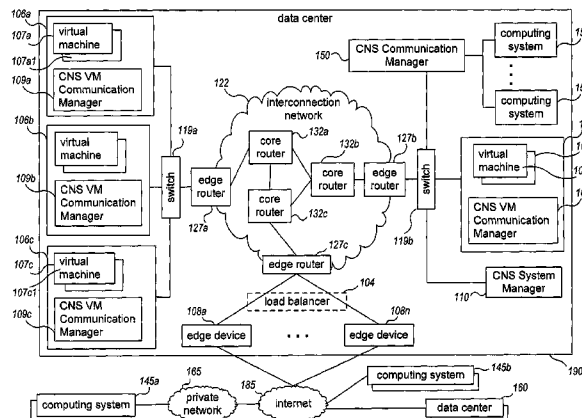 data center
106a
107a
107a1
virtual machine
109a
CNS VM Communication Manager
106b
virtual machine
109b
CNS VM Communication Manager
106c
107c
107c1
virtual machine
109c
CNS VM Communication Manager
119a
switch
122
interconnection network
132a
core router
132b
core router
132c
core router
edge router
127a
127b
edge router
127c
edge router
104
load balancer
108a
edge device
...
108n
edge device
150
CNS Communication Manager
computing system
computing system
switch
119b
virtual machine
CNS VM Communication Manager
CNS System Manager
110
190
145a
computing system
165
private network
185
internet
145b
computing system
160
data center